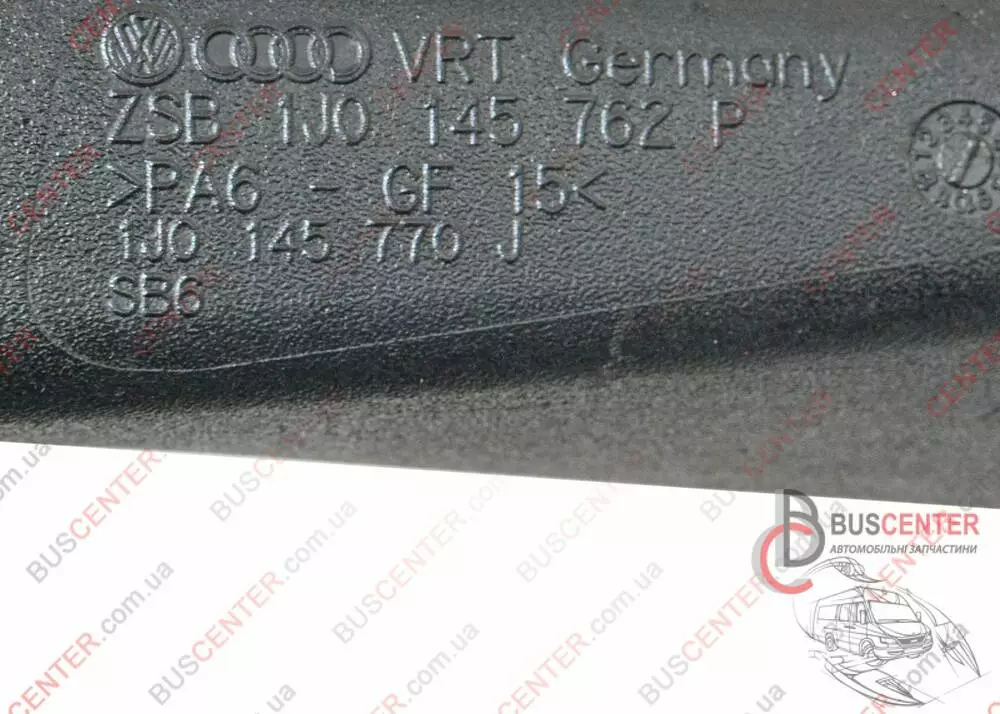 VRT Germany
ZSB 1J0 145 762 P
>PA6 - GF 15<
1J0 145 770 J
SB6
BUSCENTER
АВТОМОБІЛЬНІ ЗАПЧАСТИНИ
BUSCENTER.com.ua